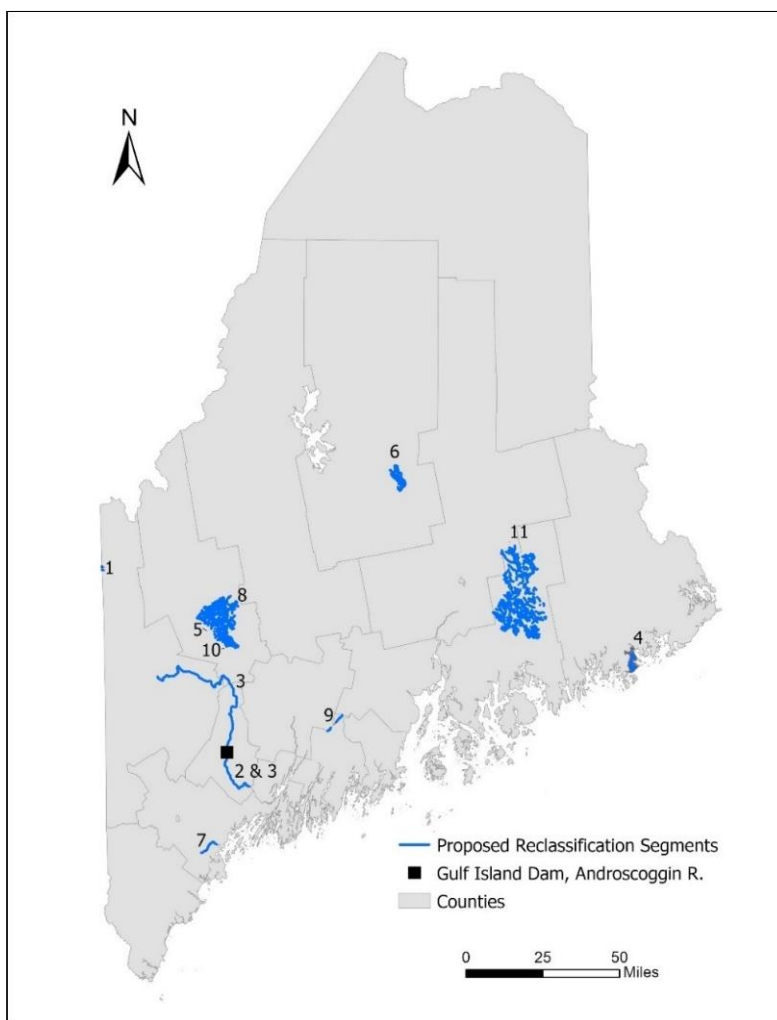 N
6
11
1
8
5
10
4
3
9
2 & 3
7
Proposed Reclassification Segments
Gulf Island Dam, Androscoggin R.
Counties
0 25 50
Miles